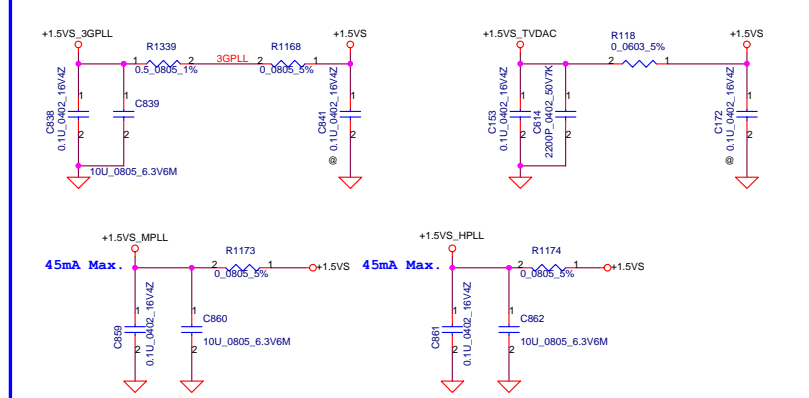 +1.5VS_3GPLL
+1.5VS
R1339
R1168
1
2
3GPLL
2
1
0.5_0805_1%
0_0805_5%
C838
0.1U_0402_16V4Z
1
2
C839
1
2
10U_0805_6.3V6M
C841
0.1U_0402_16V4Z
1
2
@
+1.5VS_TVDAC
+1.5VS
R118
0_0603_5%
2
1
C153
0.1U_0402_16V4Z
1
2
C614
2200P_0402_50V7K
1
2
C172
0.1U_0402_16V4Z
1
2
@
+1.5VS_MPLL
45mA Max.
R1173
2
1
+1.5VS
0_0805_5%
C859
0.1U_0402_16V4Z
1
2
C860
1
2
10U_0805_6.3V6M
+1.5VS_HPLL
45mA Max.
R1174
2
1
+1.5VS
0_0805_5%
C861
0.1U_0402_16V4Z
1
2
C862
1
2
10U_0805_6.3V6M